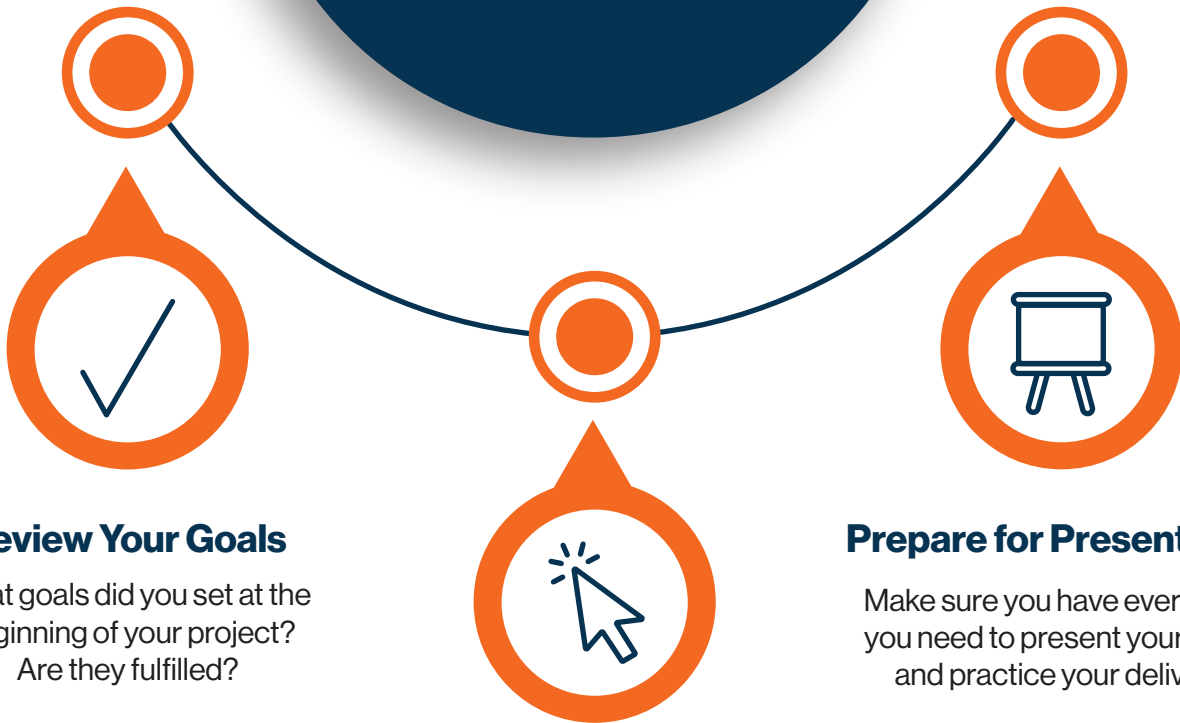 eview Your Goals
at goals did you set at the
ginning of your project?
Are they fulfilled?
Prepare for Present
Make sure you have ever
you need to present your
and practice your deliv